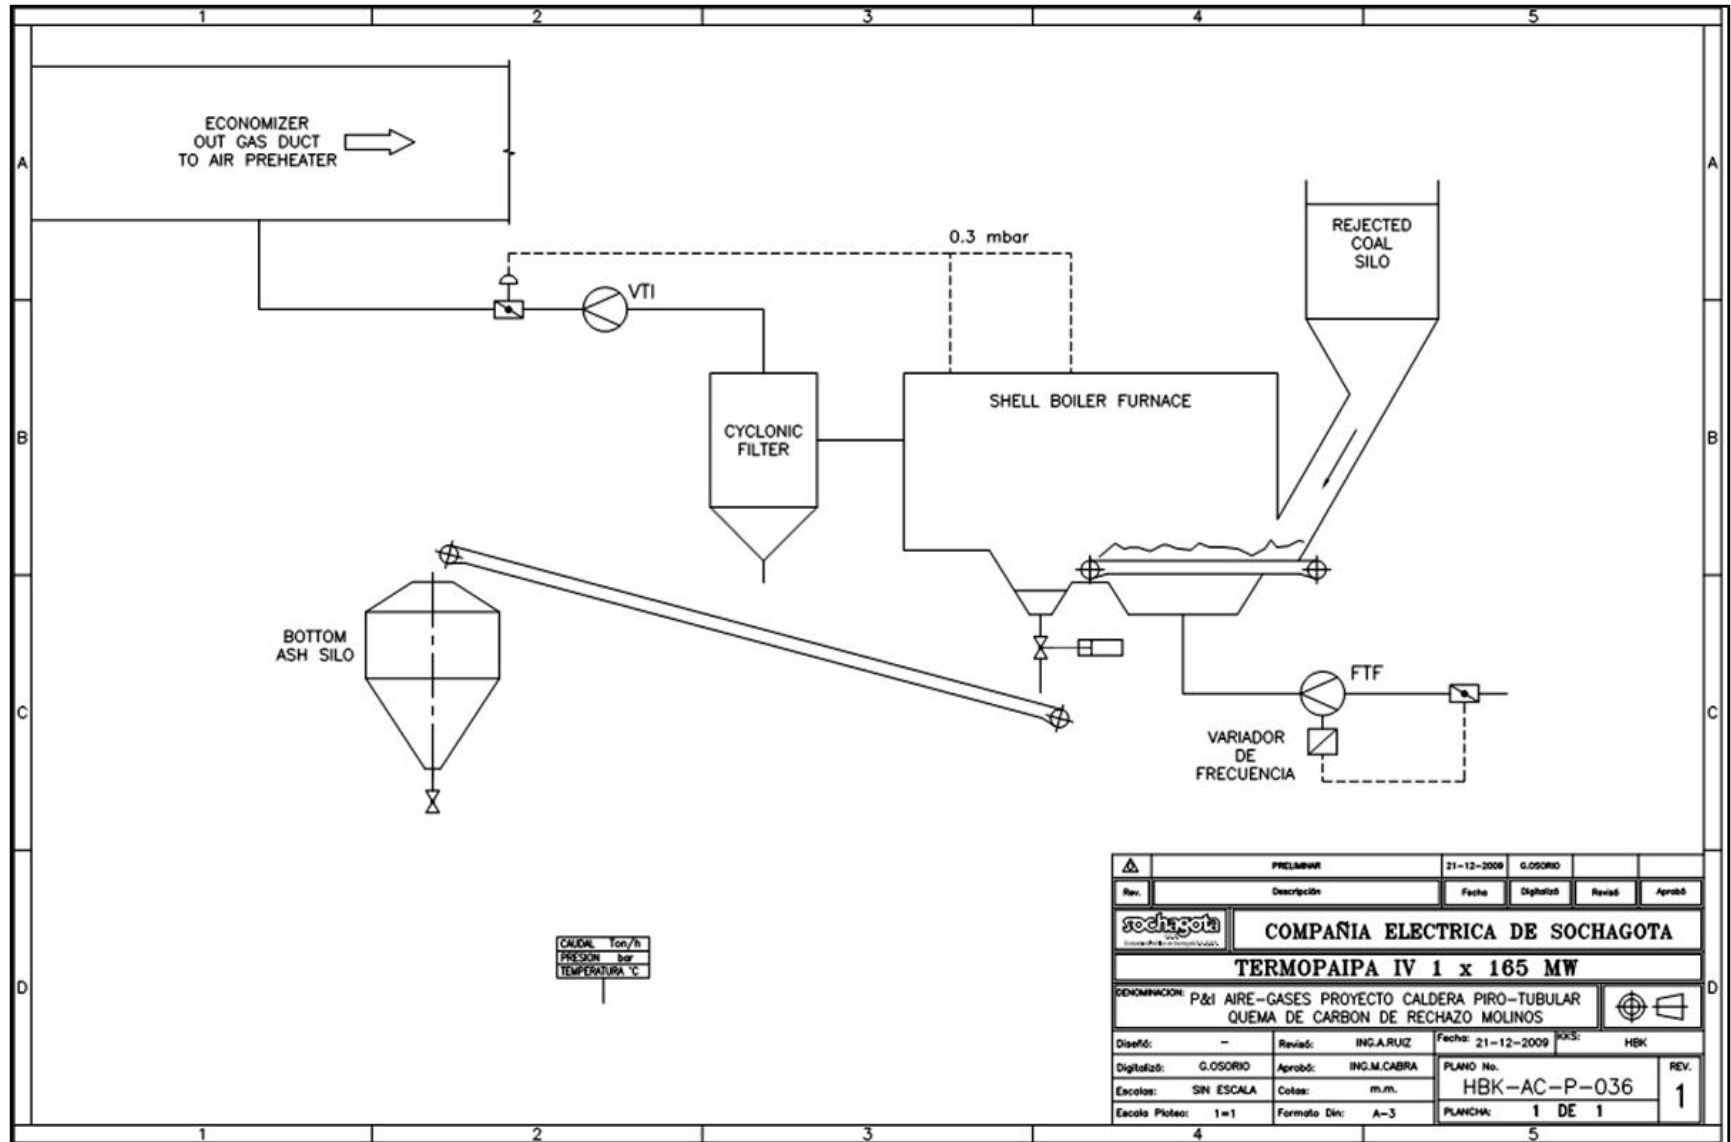 1 2 3 4 5
A A
ECONOMIZER
OUT GAS DUCT
TO AIR PREHEATER
0.3 mbar
REJECTED
COAL
SILO
VTI
SHELL BOILER FURNACE
B B
CYCLONIC
FILTER
BOTTOM
ASH SILO
FTF
C C
VARIADOR
DE
FRECUENCIA
CAUDAL Ton/h
PRESION bar
TEMPERATURA °C
D D
PRELIMINAR 21-12-2009 G.OSORIO
Rev. Descripción Fecha Digitalizó Revisó Aprobó
sochagota
COMPAÑIA ELECTRICA DE SOCHAGOTA
TERMOPAIPA IV 1 x 165 MW
DENOMINACION: P&I AIRE-GASES PROYECTO CALDERA PIRO-TUBULAR
QUEMA DE CARBON DE RECHAZO MOLINOS
Diseñó: - Revisó: ING.A.RUIZ Fecha: 21-12-2009 KKS: HBK
Digitalizó: G.OSORIO Aprobó: ING.M.CABRA PLANO No. REV.
Escalas: SIN ESCALA Cotas: m.m. HBK-AC-P-036 1
Escala Ploteo: 1=1 Formato Din: A-3 PLANCHA: 1 DE 1
1 2 3 4 5